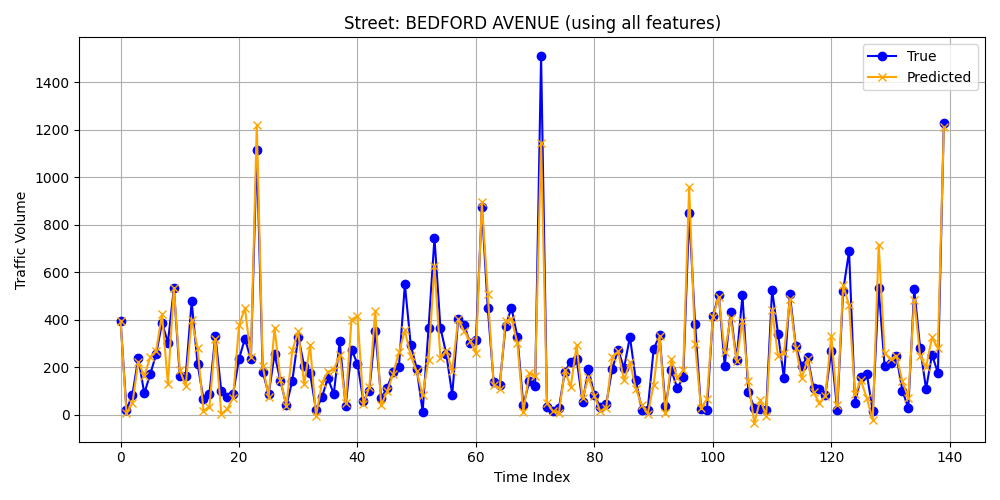 Street: BEDFORD AVENUE (using all features)
True
Predicted
Traffic Volume
1400
1200
1000
800
600
400
200
0
0 20 40 60 80 100 120 140
Time Index